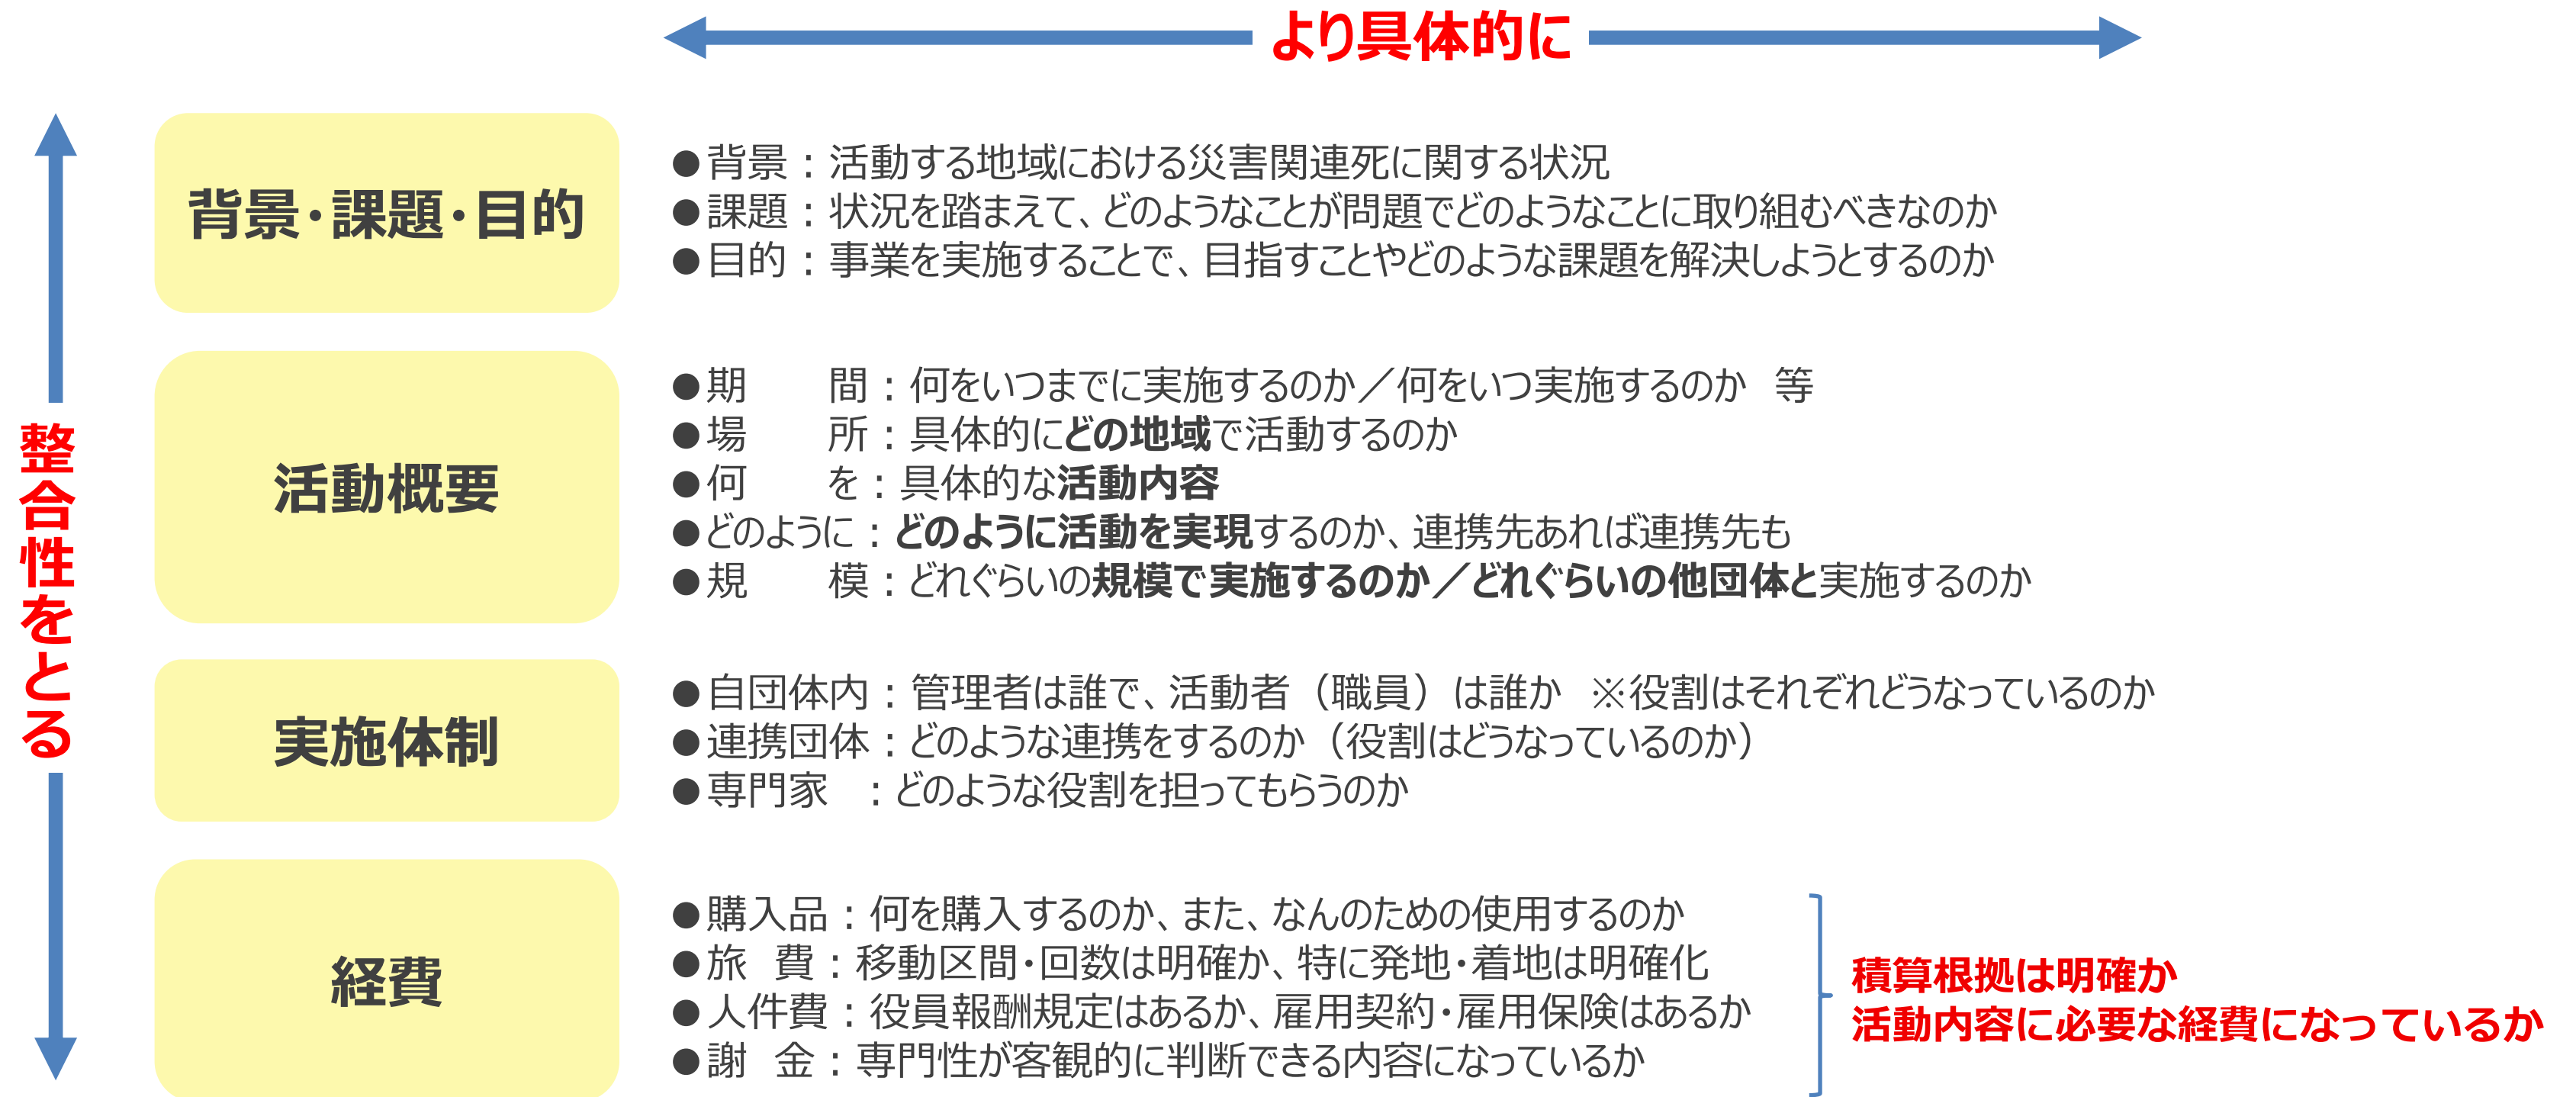 より具体的に
整合性をとる
背景・課題・目的
●背景：活動する地域における災害関連死に関する状況
●課題：状況を踏まえて、どのようなことが問題でどのようなことに取り組むべきなのか
●目的：事業を実施することで、目指すことやどのような課題を解決しようとするのか
活動概要
●期　　間：何をいつまでに実施するのか／何をいつ実施するのか　等
●場　　所：具体的にどの地域で活動するのか
●何　　を：具体的な活動内容
●どのように：どのように活動を実現するのか、連携先あれば連携先も
●規　　模：どれぐらいの規模で実施するのか／どれぐらいの他団体と実施するのか
実施体制
●自団体内：管理者は誰で、活動者（職員）は誰か　※役割はそれぞれどうなっているのか
●連携団体：どのような連携をするのか（役割はどうなっているのか）
●専門家　：どのような役割を担ってもらうのか
経費
●購入品：何を購入するのか、また、なんのための使用するのか
●旅　費：移動区間・回数は明確か、特に発地・着地は明確化
●人件費：役員報酬規定はあるか、雇用契約・雇用保険はあるか
●謝　金：専門性が客観的に判断できる内容になっているか
積算根拠は明確か
活動内容に必要な経費になっているか